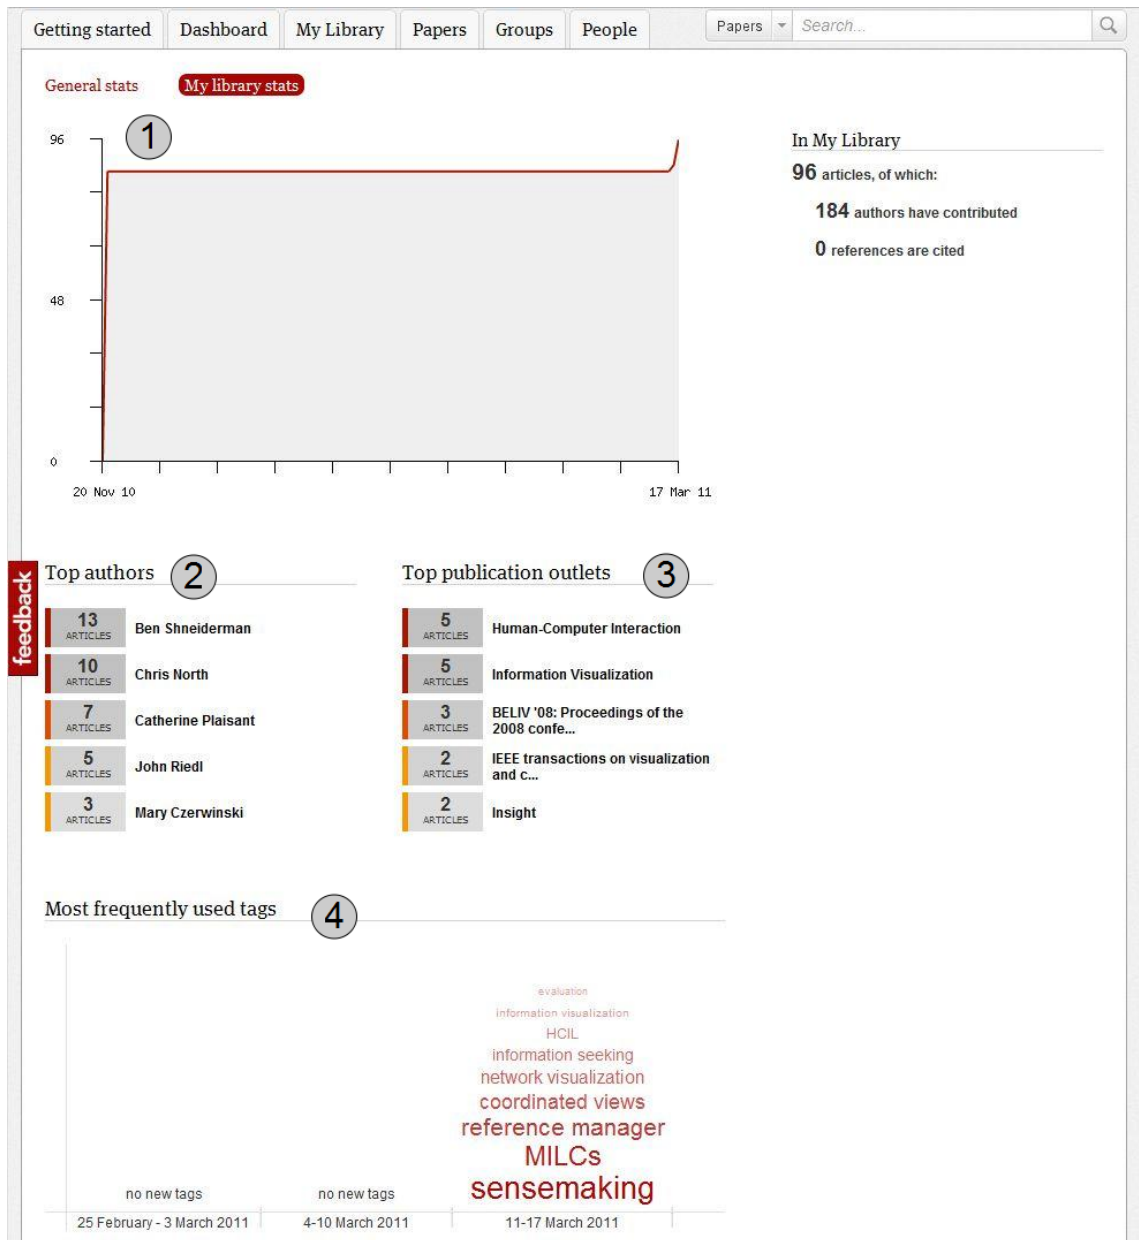 Getting started Dashboard My Library Papers Groups People Papers Search...
General stats My library stats
1
96
48
0
20 Nov 10 17 Mar 11
In My Library
96 articles, of which:
184 authors have contributed
0 references are cited
feedback
Top authors 2
13 ARTICLES Ben Shneiderman
10 ARTICLES Chris North
7 ARTICLES Catherine Plaisant
5 ARTICLES John Riedl
3 ARTICLES Mary Czerwinski
Top publication outlets 3
5 ARTICLES Human-Computer Interaction
5 ARTICLES Information Visualization
3 ARTICLES BELIV '08: Proceedings of the
2008 confe...
2 ARTICLES IEEE transactions on visualization
and c...
2 ARTICLES Insight
Most frequently used tags 4
evaluation
information visualization
HCIL
information seeking
network visualization
coordinated views
reference manager
MILCs
sensemaking
no new tags no new tags
25 February - 3 March 2011 4-10 March 2011 11-17 March 2011